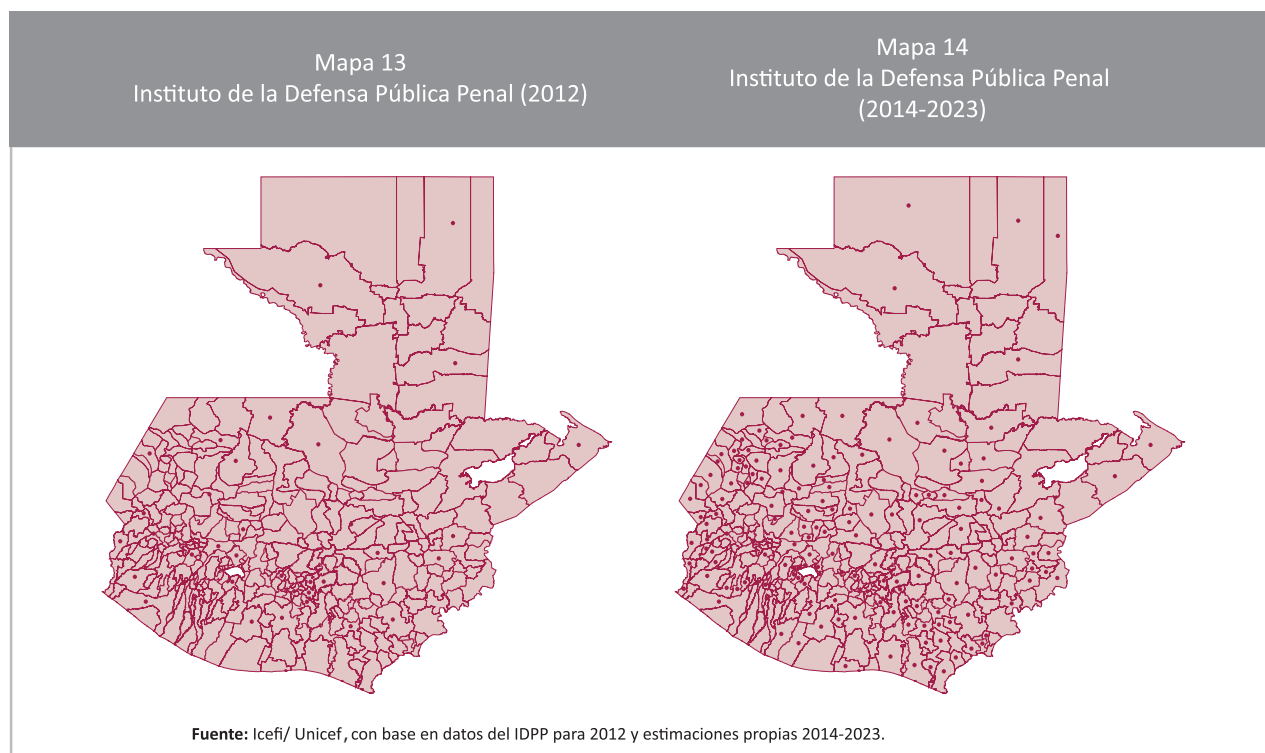 Mapa 13
Instituto de la Defensa Pública Penal (2012)
Mapa 14
Instituto de la Defensa Pública Penal
(2014-2023)
Fuente: Icefi/ Unicef, con base en datos del IDPP para 2012 y estimaciones propias 2014-2023.